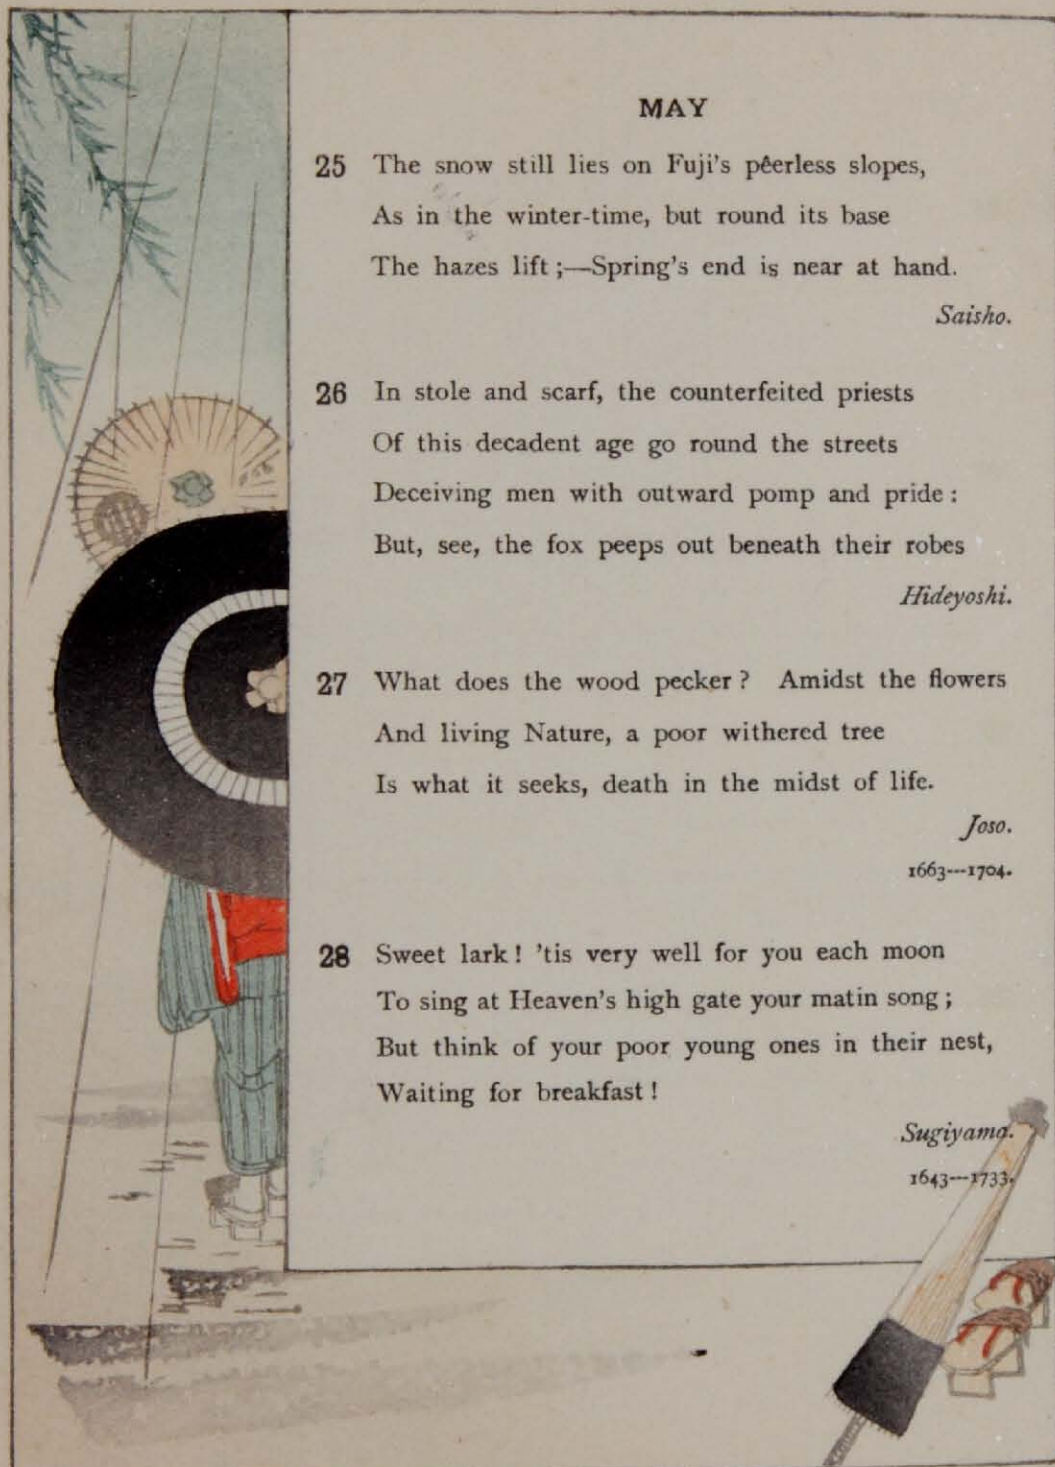 MAY
25 The snow still lies on Fuji's peerless slopes,
As in the winter-time, but round its base
The hazes lift ;—Spring's end is near at hand.
Saisho.
26 In stole and scarf, the counterfeited priests
Of this decadent age go round the streets
Deceiving men with outward pomp and pride :
But, see, the fox peeps out beneath their robes
Hideyoshi.
27 What does the wood pecker ? Amidst the flowers
And living Nature, a poor withered tree
Is what it seeks, death in the midst of life.
Joso.
1663---1704.
28 Sweet lark ! 'tis very well for you each moon
To sing at Heaven's high gate your matin song ;
But think of your poor young ones in their nest,
Waiting for breakfast !
Sugiyama.
1643---1733.